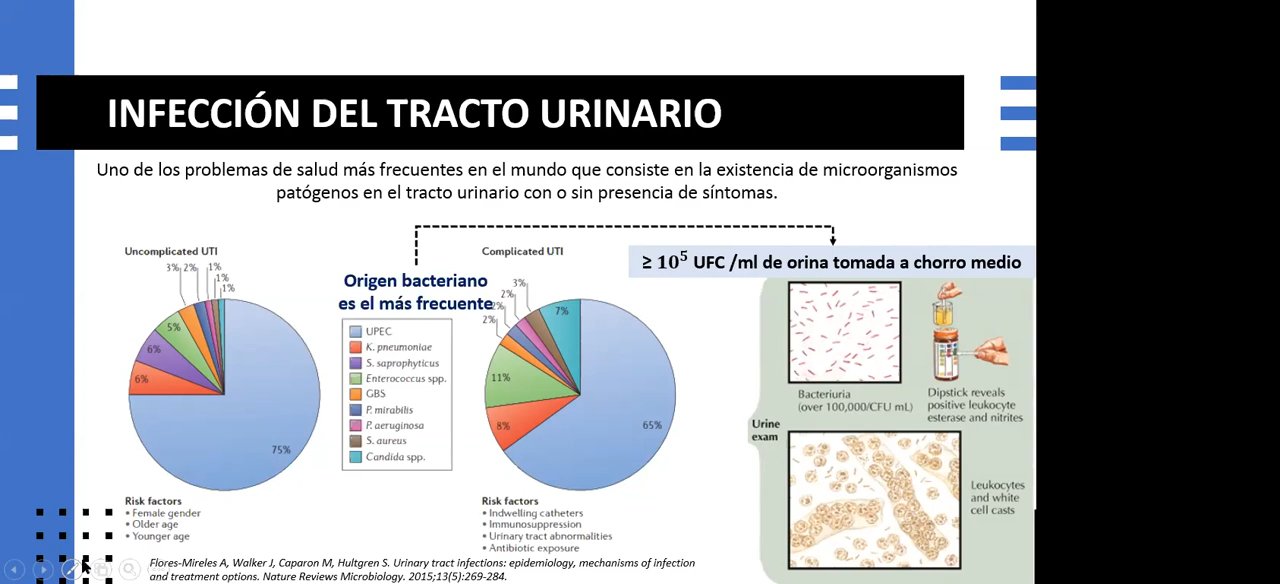 INFECCIÓN DEL TRACTO URINARIO
Uno de los problemas de salud más frecuentes en el mundo que consiste en la existencia de microorganismos
patógenos en el tracto urinario con o sin presencia de síntomas.
Uncomplicated UTI
3%
2%
1%
1%
1%
5%
6%
6%
75%
Risk factors
• Female gender
• Older age
• Younger age
Origen bacteriano
es el más frecuente
UPEC
K. pneumoniae
S. saprophyticus
Enterococcus spp.
GBS
P. mirabilis
P. aeruginosa
S. aureus
Candida spp.
Complicated UTI
3%
2%
2%
2%
7%
11%
8%
65%
Risk factors
• Indwelling catheters
• Immunosuppression
• Urinary tract abnormalities
• Antibiotic exposure
≥ 10⁵ UFC /ml de orina tomada a chorro medio
Bacteriuria
(over 100,000/CFU mL)
Dipstick reveals
positive leukocyte
esterase and nitrites
Urine
exam
Leukocytes
and white
cell casts
Flores-Mireles A, Walker J, Caparon M, Hultgren S. Urinary tract infections: epidemiology, mechanisms of infection
and treatment options. Nature Reviews Microbiology. 2015;13(5):269-284.